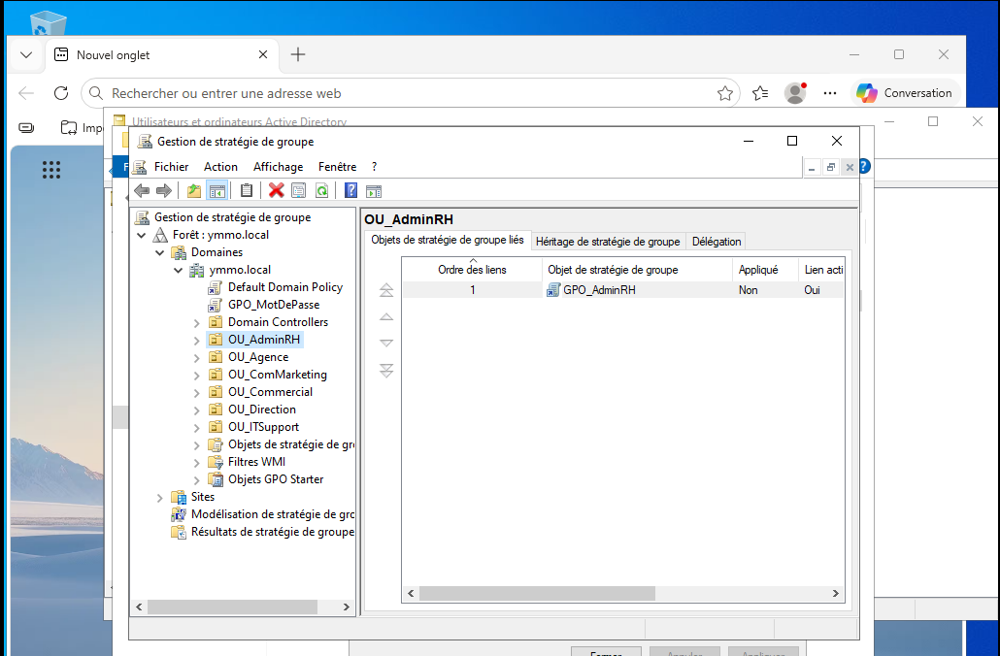 Nouvel onglet
Rechercher ou entrer une adresse web
Conversation
Imp
Utilisateurs et ordinateurs Active Directory
F
Gestion de stratégie de groupe
Fichier Action Affichage Fenêtre ?
Gestion de stratégie de groupe
Forêt : ymmo.local
Domaines
ymmo.local
Default Domain Policy
GPO_MotDePasse
Domain Controllers
OU_AdminRH
OU_Agence
OU_ComMarketing
OU_Commercial
OU_Direction
OU_ITSupport
Objets de stratégie de gr
Filtres WMI
Objets GPO Starter
Sites
Modélisation de stratégie de grc
Résultats de stratégie de groupe
OU_AdminRH
Objets de stratégie de groupe liés Héritage de stratégie de groupe Délégation
Ordre des liens Objet de stratégie de groupe Appliqué Lien acti
1 GPO_AdminRH Non Oui
Fermer Annuler Appliquer